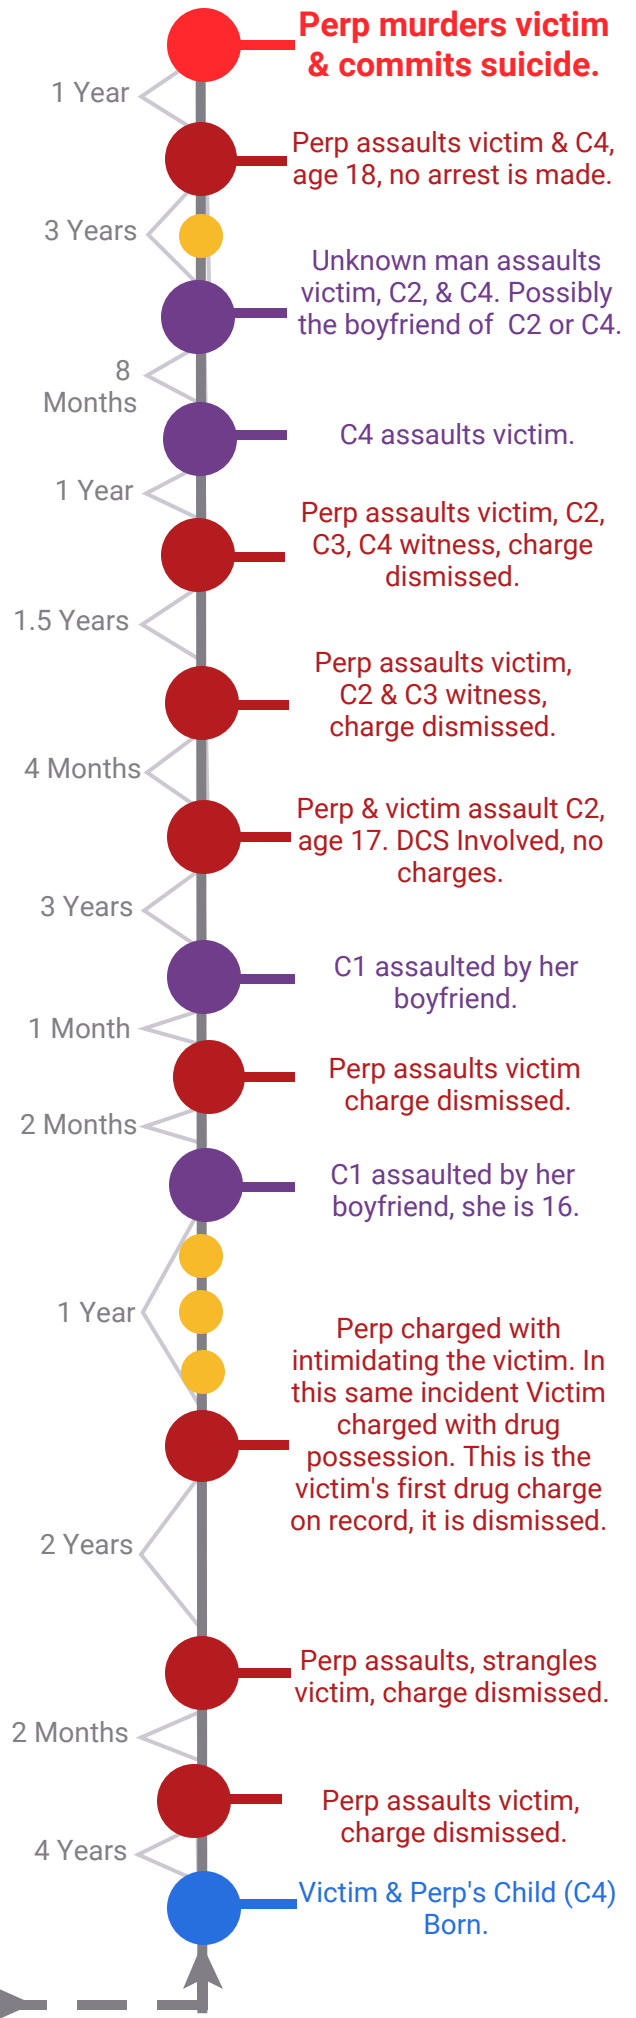 Perp murders victim
& commits suicide.
1 Year
Perp assaults victim & C4,
age 18, no arrest is made.
3 Years
Unknown man assaults
victim, C2, & C4. Possibly
the boyfriend of C2 or C4.
8
Months
C4 assaults victim.
1 Year
Perp assaults victim, C2,
C3, C4 witness, charge
dismissed.
1.5 Years
Perp assaults victim,
C2 & C3 witness,
charge dismissed.
4 Months
Perp & victim assault C2,
age 17. DCS Involved, no
charges.
3 Years
C1 assaulted by her
boyfriend.
1 Month
Perp assaults victim
charge dismissed.
2 Months
C1 assaulted by her
boyfriend, she is 16.
1 Year
Perp charged with
intimidating the victim. In
this same incident Victim
charged with drug
possession. This is the
victim's first drug charge
on record, it is dismissed.
2 Years
Perp assaults, strangles
victim, charge dismissed.
2 Months
Perp assaults victim,
charge dismissed.
4 Years
Victim & Perp's Child (C4)
Born.